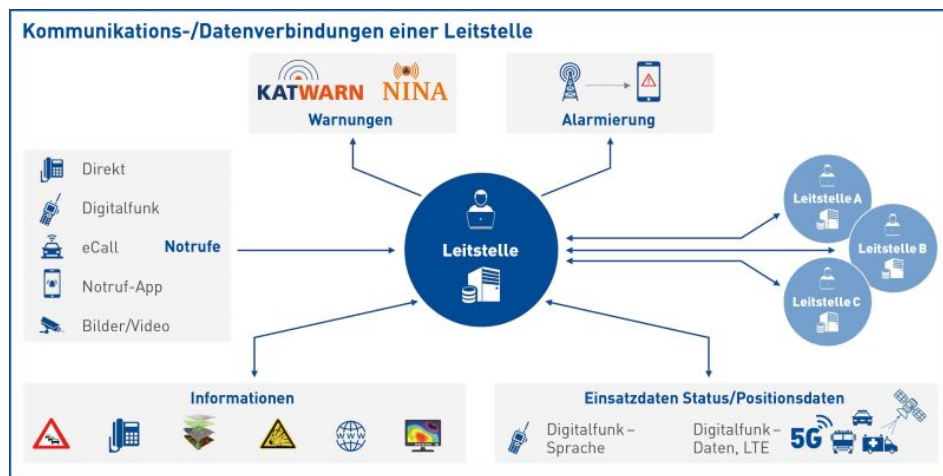 Kommunikations-/Datenverbindungen einer Leitstelle
KATWARN NINA
Warnungen
Alarmierung
Direkt
Digitalfunk
eCall
Notrufe
Notruf-App
Bilder/Video
Leitstelle
Leitstelle A
Leitstelle B
Leitstelle C
Informationen
WWW
Einsatzdaten Status/Positionsdaten
Digitalfunk –
Sprache
Digitalfunk –
Daten, LTE
5G